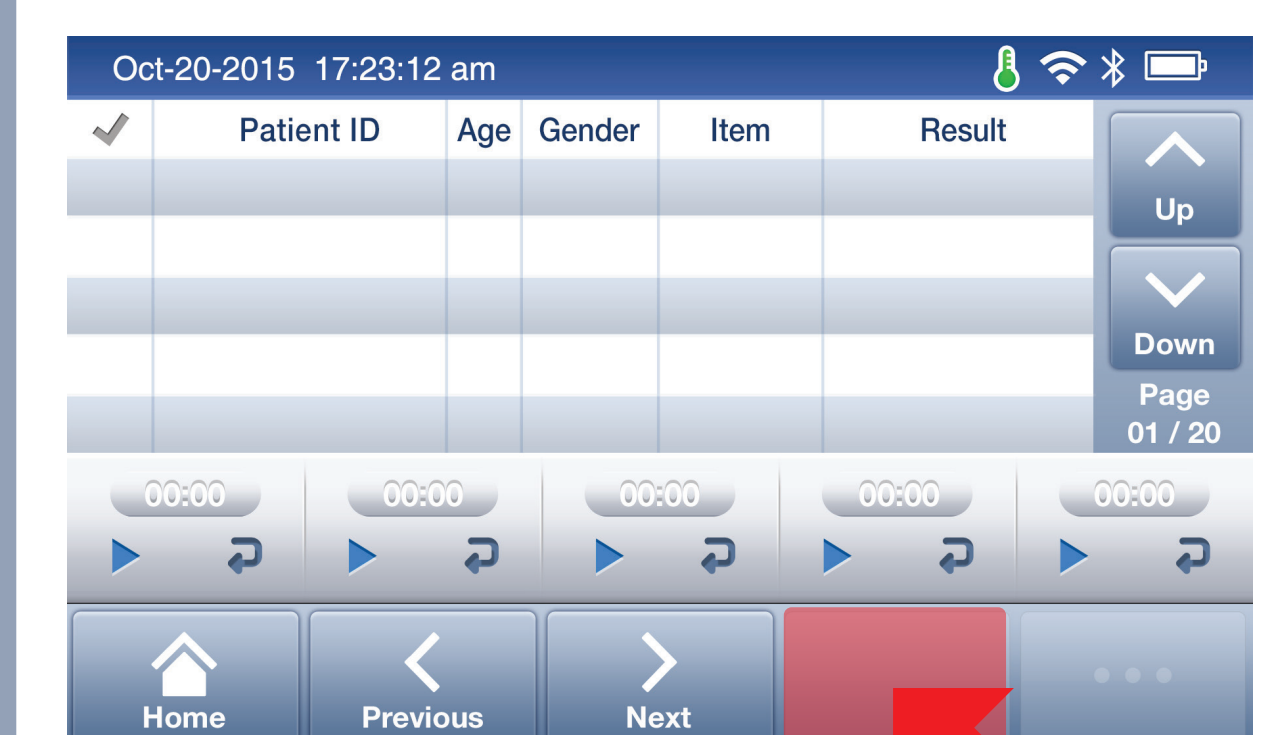 Oct-20-2015 17:23:12 am
Patient ID Age Gender Item Result
Up
Down
Page
01 / 20
00:00 00:00 00:00 00:00 00:00
Home Previous Next